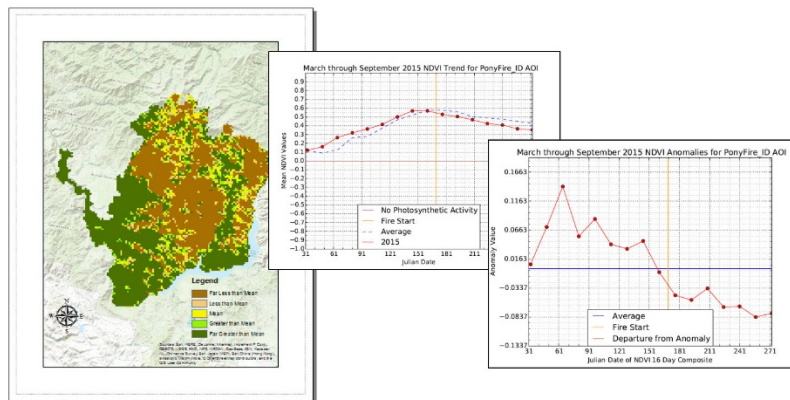 Legend
Far Less than Mean
Less than Mean
Mean
Greater than Mean
Far Greater than Mean
N
W
E
S
March through September 2015 NDVI Trend for PonyFire_ID AOI
Mean NDVI Values
0.9
0.8
0.7
0.6
0.5
0.4
0.3
0.2
0.1
0.0
−0.1
−0.2
−0.3
−0.4
−0.5
−0.6
−0.7
−0.8
−0.9
−1.0
No Photosynthetic Activity
Fire Start
Average
2015
31 61 91 121 151 181 211
Julian Date
March through September 2015 NDVI Anomalies for PonyFire_ID AOI
Anomaly Value
0.1663
0.1163
0.0663
0.0163
−0.0337
−0.0837
−0.1337
Average
Fire Start
Departure from Anomaly
31 61 91 121 151 181 211 241 271
Julian Date of NDVI 16 Day Composite